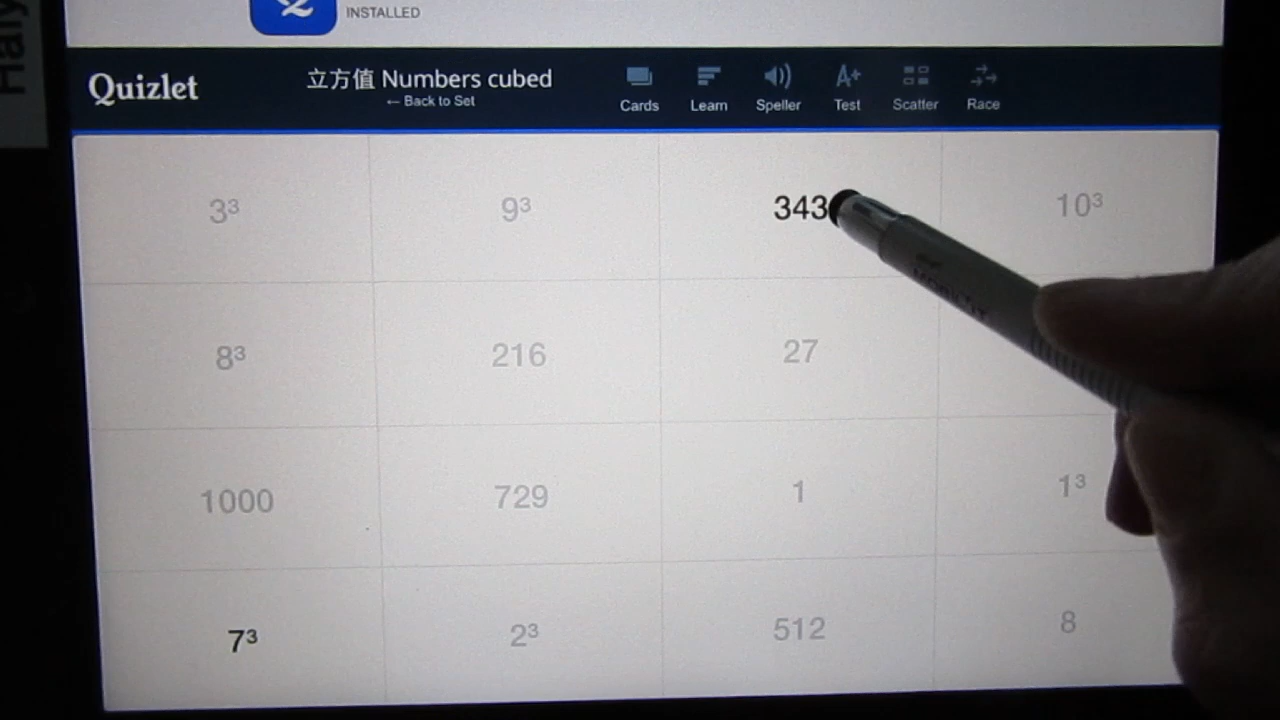 INSTALLED
Quizlet
立方值 Numbers cubed
← Back to Set
Cards Learn Speller Test Scatter Race
3³ 9³ 343 10³
8³ 216 27
1000 729 1 1³
7³ 2³ 512 8